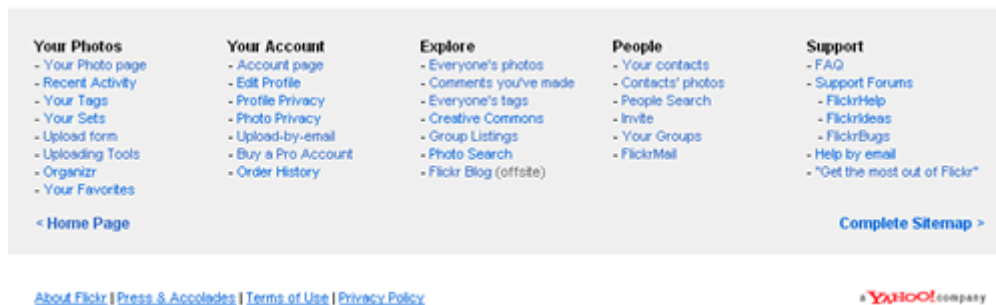 Your Photos
- Your Photo page
- Recent Activity
- Your Tags
- Your Sets
- Upload form
- Uploading Tools
- Organizr
- Your Favorites
Your Account
- Account page
- Edit Profile
- Profile Privacy
- Photo Privacy
- Upload-by-email
- Buy a Pro Account
- Order History
Explore
- Everyone's photos
- Comments you've made
- Everyone's tags
- Creative Commons
- Group Listings
- Photo Search
- Flickr Blog (offsite)
People
- Your contacts
- Contacts' photos
- People Search
- Invite
- Your Groups
- FlickrMail
Support
- FAQ
- Support Forums
- FlickrHelp
- FlickrIdeas
- FlickrBugs
- Help by email
- "Get the most out of Flickr"
< Home Page
Complete Sitemap >
About Flickr | Press & Accolades | Terms of Use | Privacy Policy
a YAHOO! company